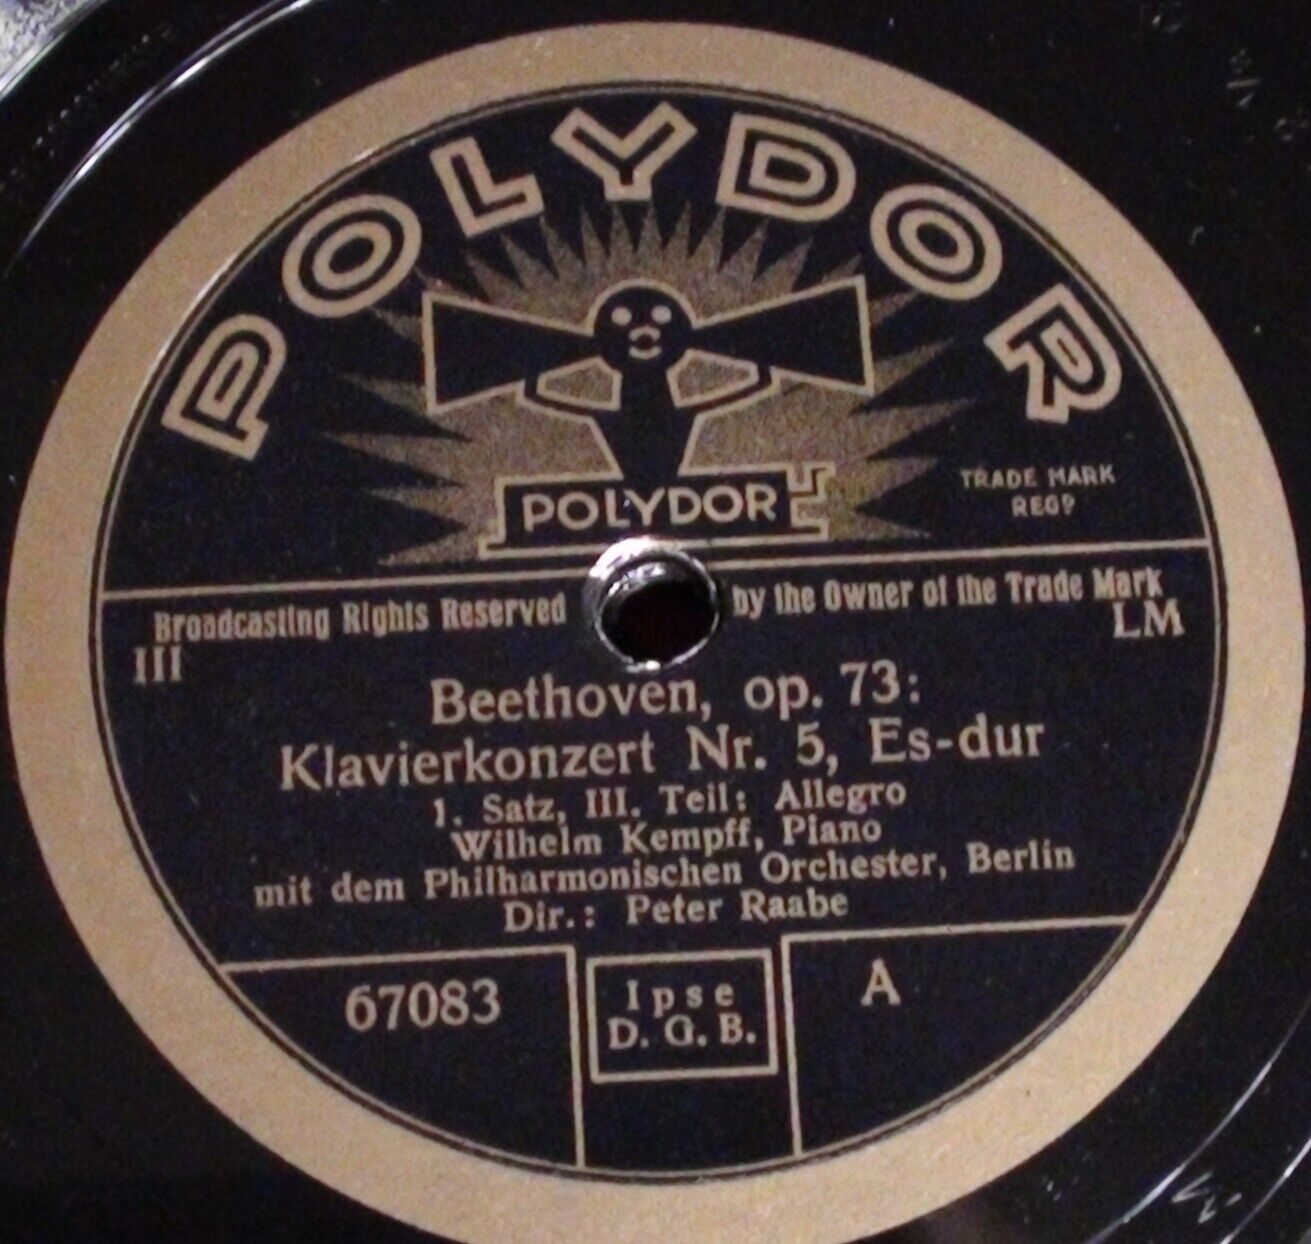 POLYDOR
POLYDOR
TRADE MARK
REGD
Broadcasting Rights Reserved by the Owner of the Trade Mark
III LM
Beethoven, op. 73:
Klavierkonzert Nr. 5, Es-dur
1. Satz, III. Teil: Allegro
Wilhelm Kempff, Piano
mit dem Philharmonischen Orchester, Berlin
Dir.: Peter Raabe
67083
Ipse
D. G. B.
A